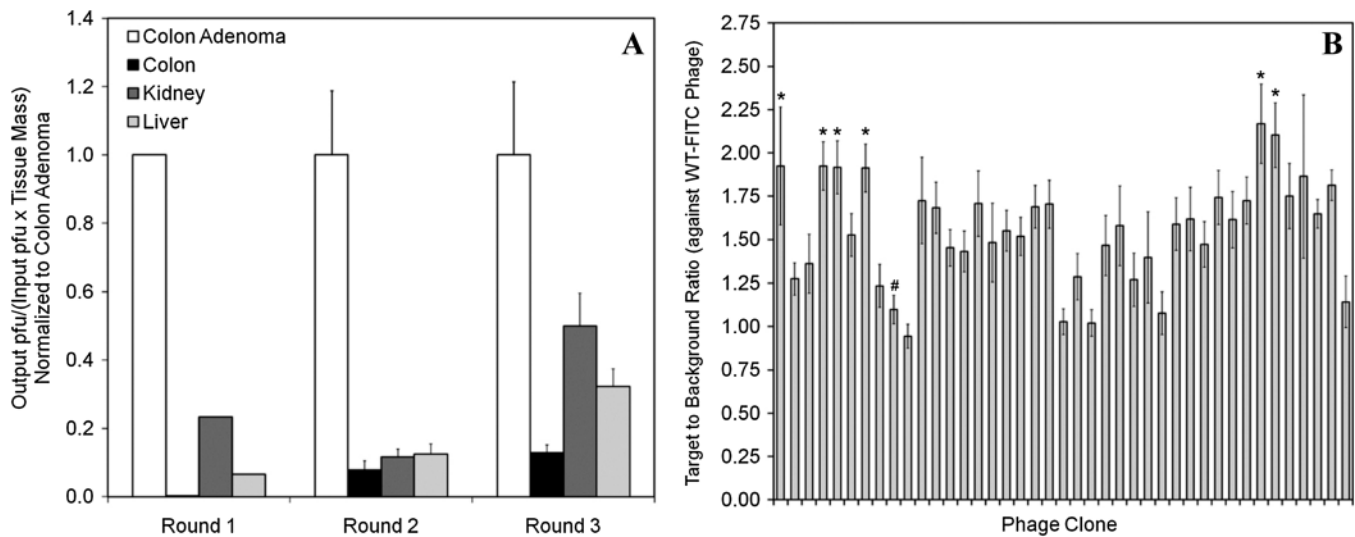 A
Output pfu/(Input pfu x Tissue Mass)
Normalized to Colon Adenoma
1.4
1.2
1.0
0.8
0.6
0.4
0.2
0.0
Colon Adenoma
Colon
Kidney
Liver
Round 1
Round 2
Round 3
B
Target to Background Ratio (against WT-FITC Phage)
2.75
2.50
2.25
2.00
1.75
1.50
1.25
1.00
0.75
0.50
0.25
0.00
*
*
*
*
#
*
*
Phage Clone